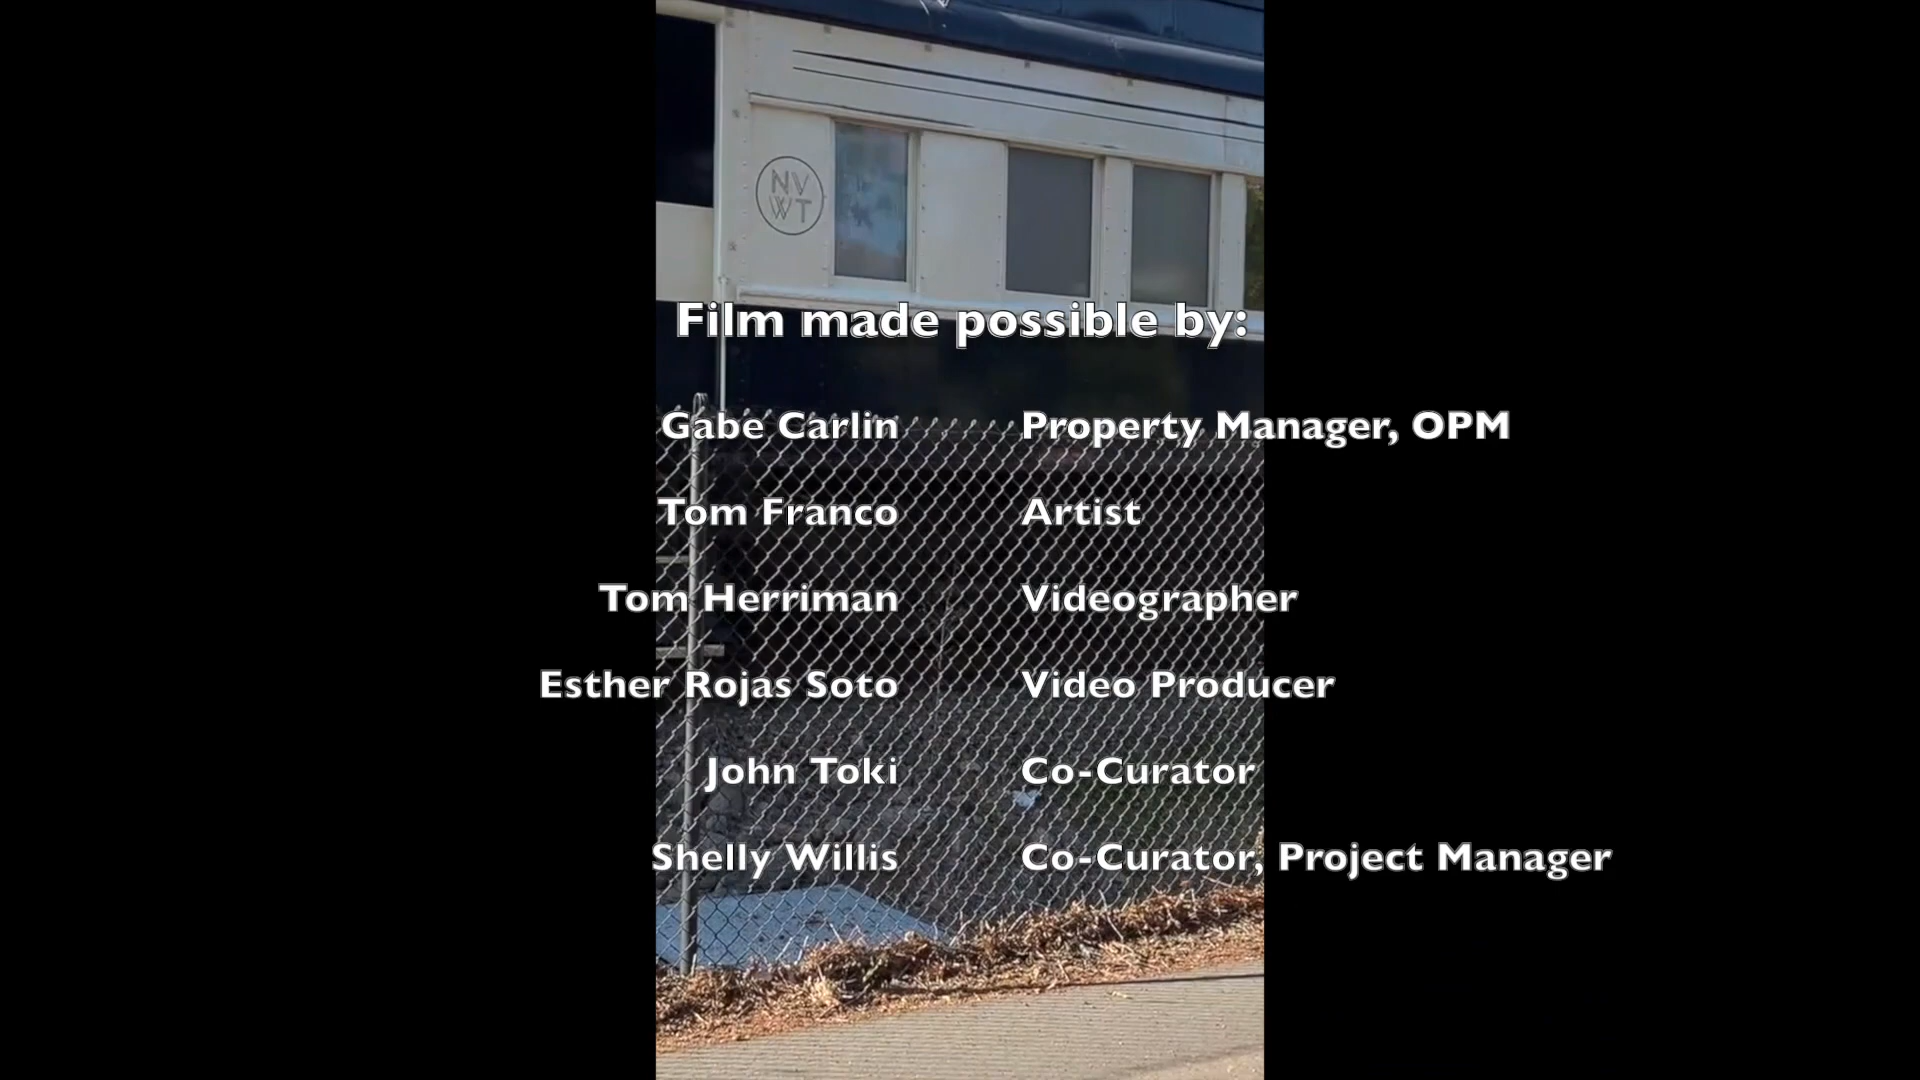 NV
WT
Film made possible by:
Gabe Carlin Property Manager, OPM
Tom Franco Artist
Tom Herriman Videographer
Esther Rojas Soto Video Producer
John Toki Co-Curator
Shelly Willis Co-Curator, Project Manager